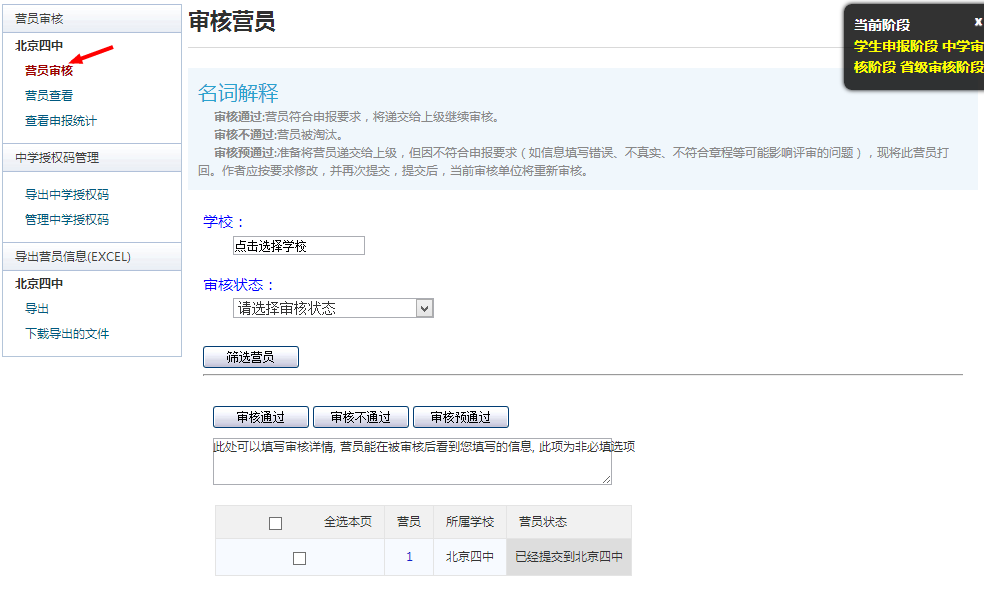 营员审核
北京四中
营员审核
营员查看
查看申报统计
中学授权码管理
导出中学授权码
管理中学授权码
导出营员信息(EXCEL)
北京四中
导出
下载导出的文件
审核营员
当前阶段 x
学生申报阶段 中学审
核阶段 省级审核阶段
名词解释
审核通过:营员符合申报要求，将递交给上级继续审核。
审核不通过:营员被淘汰。
审核预通过:准备将营员递交给上级，但因不符合申报要求（如信息填写错误、不真实、不符合章程等可能影响评审的问题），现将此营员打
回。作者应按要求修改，并再次提交，提交后，当前审核单位将重新审核。
学校：
点击选择学校
审核状态：
请选择审核状态
筛选营员
审核通过 审核不通过 审核预通过
此处可以填写审核详情, 营员能在被审核后看到您填写的信息, 此项为非必填选项
全选本页 营员 所属学校 营员状态
1 北京四中 已经提交到北京四中